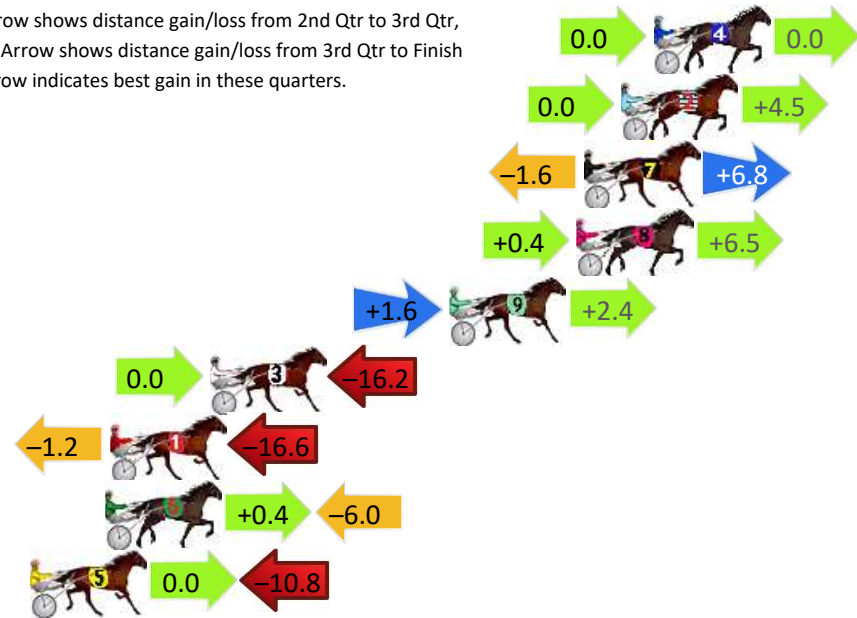 row shows distance gain/loss from 2nd Qtr to 3rd Qtr,
Arrow shows distance gain/loss from 3rd Qtr to Finish
row indicates best gain in these quarters.
0.0 4 0.0
0.0 2 +4.5
–1.6 7 +6.8
+0.4 8 +6.5
+1.6 9 +2.4
0.0 3 –16.2
–1.2 1 –16.6
6 +0.4 –6.0
5 0.0 –10.8